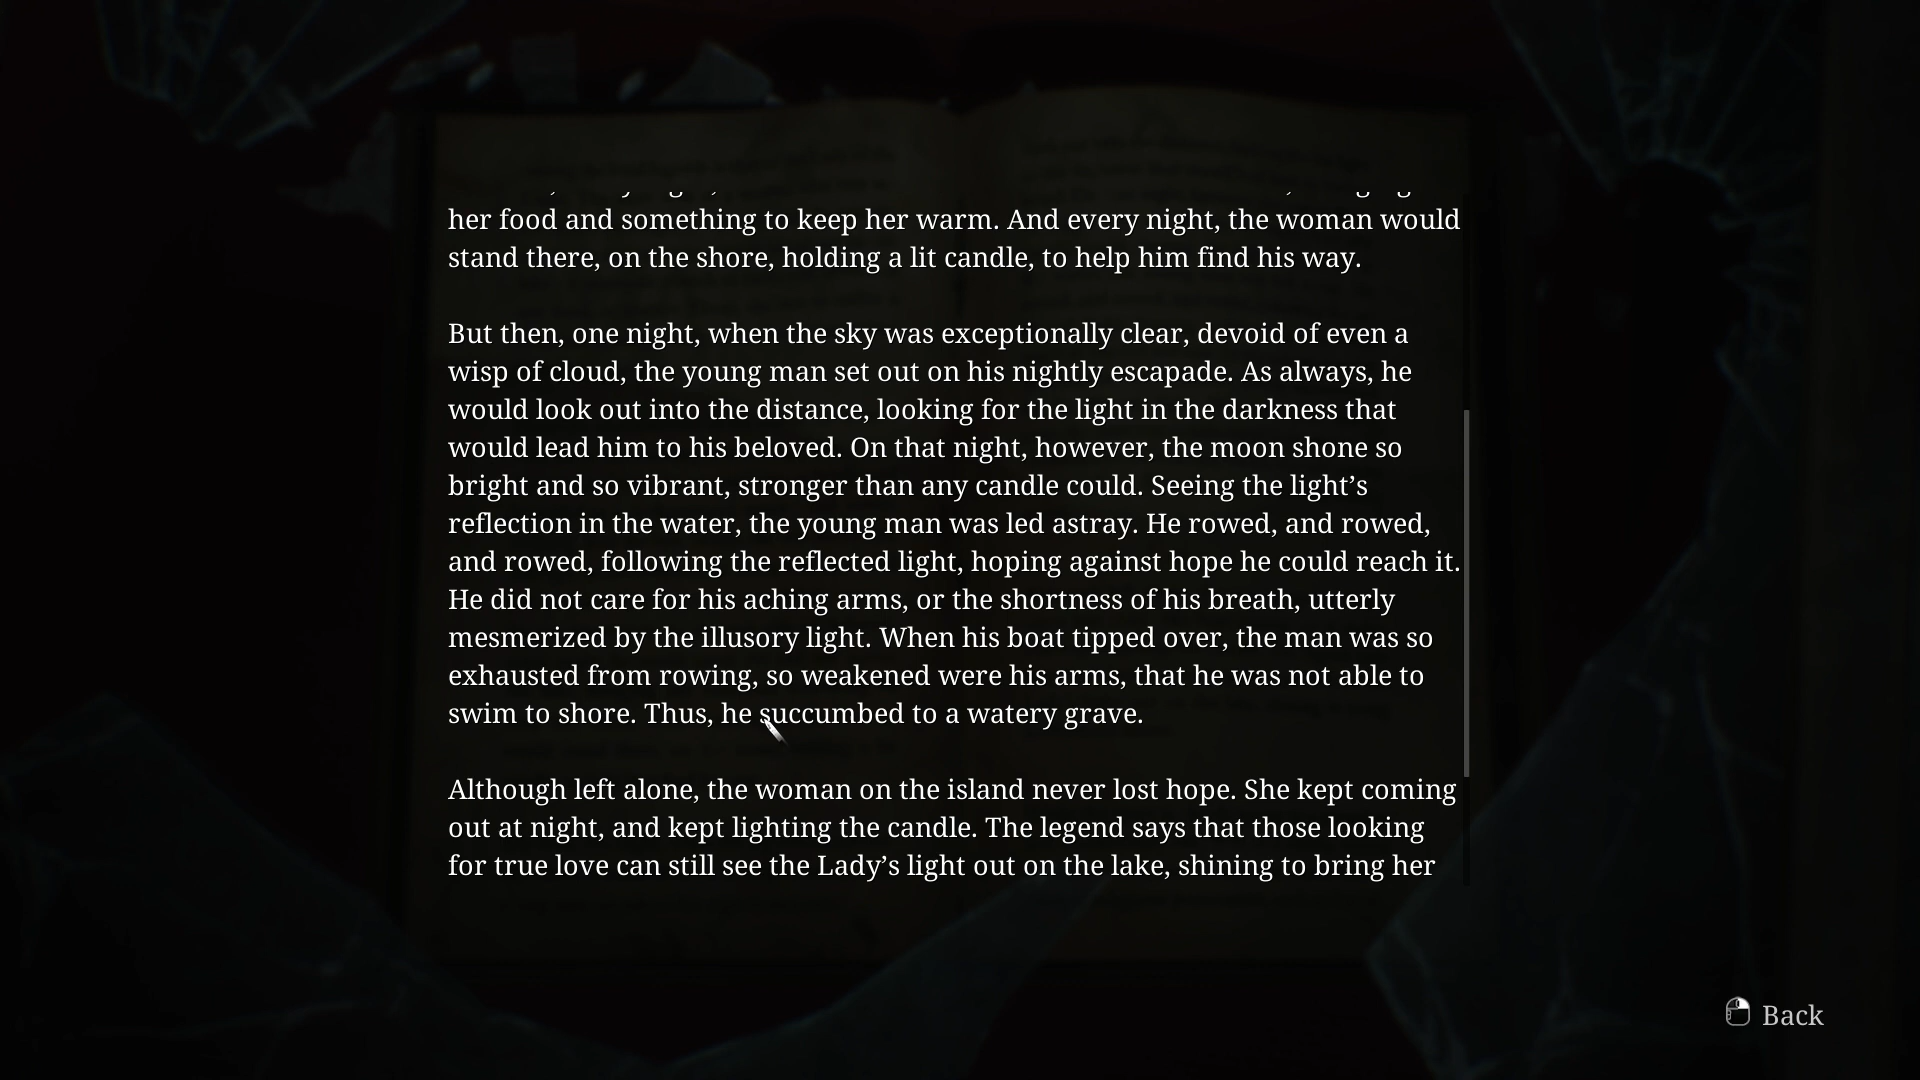 her food and something to keep her warm. And every night, the woman would
stand there, on the shore, holding a lit candle, to help him find his way.
But then, one night, when the sky was exceptionally clear, devoid of even a
wisp of cloud, the young man set out on his nightly escapade. As always, he
would look out into the distance, looking for the light in the darkness that
would lead him to his beloved. On that night, however, the moon shone so
bright and so vibrant, stronger than any candle could. Seeing the light’s
reflection in the water, the young man was led astray. He rowed, and rowed,
and rowed, following the reflected light, hoping against hope he could reach it.
He did not care for his aching arms, or the shortness of his breath, utterly
mesmerized by the illusory light. When his boat tipped over, the man was so
exhausted from rowing, so weakened were his arms, that he was not able to
swim to shore. Thus, he succumbed to a watery grave.
Although left alone, the woman on the island never lost hope. She kept coming
out at night, and kept lighting the candle. The legend says that those looking
for true love can still see the Lady’s light out on the lake, shining to bring her
Back